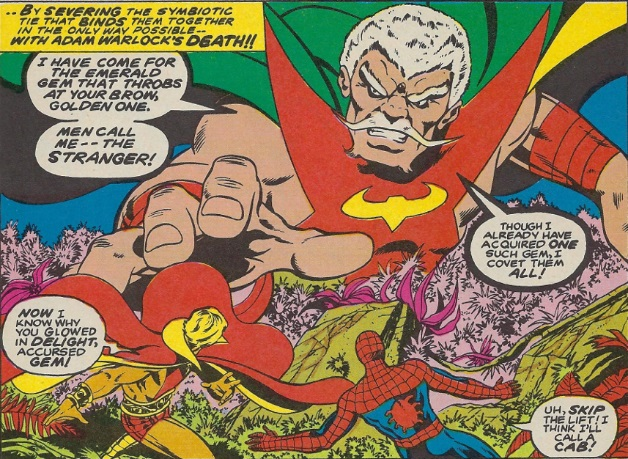 ...BY SEVERING THE SYMBIOTIC
TIE THAT BINDS THEM TOGETHER
IN THE ONLY WAY POSSIBLE--
WITH ADAM WARLOCK'S DEATH!!
I HAVE COME FOR
THE EMERALD
GEM THAT THROBS
AT YOUR BROW,
GOLDEN ONE.
MEN CALL
ME-- THE
STRANGER!
THOUGH I
ALREADY HAVE
ACQUIRED ONE
SUCH GEM, I
COVET THEM
ALL!
NOW I
KNOW WHY
YOU GLOWED
IN DELIGHT,
ACCURSED
GEM!
UH, SKIP
THE LIFT! I
THINK I'LL
CALL A
CAB!